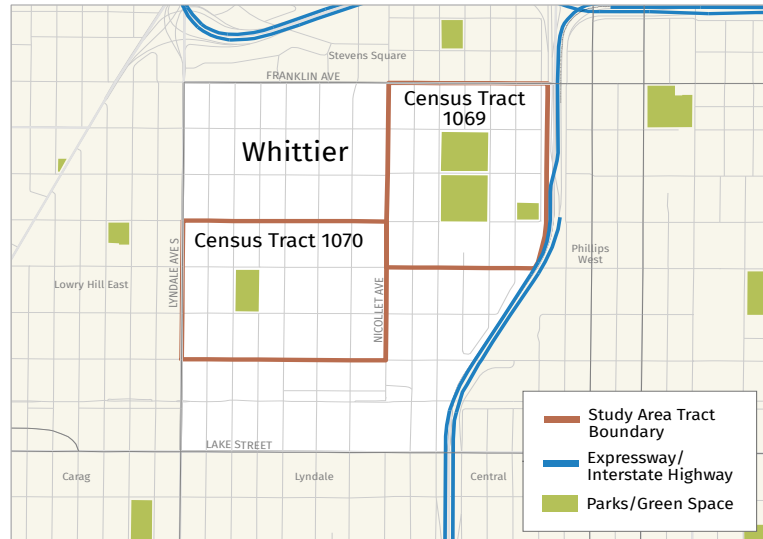 Stevens Square
FRANKLIN AVE
Census Tract
1069
Whittier
Census Tract 1070
LYNDALE AVE S
Lowry Hill East
NICOLLET AVE
Phillips
West
LAKE STREET
Carag
Lyndale
Central
Study Area Tract
Boundary
Expressway/
Interstate Highway
Parks/Green Space